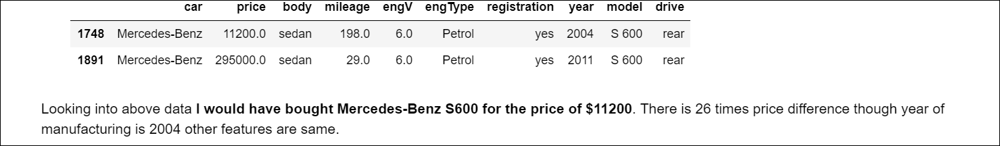 car price body mileage engV engType registration year model drive
1748 Mercedes-Benz 11200.0 sedan 198.0 6.0 Petrol yes 2004 S 600 rear
1891 Mercedes-Benz 295000.0 sedan 29.0 6.0 Petrol yes 2011 S 600 rear
Looking into above data I would have bought Mercedes-Benz S600 for the price of $11200. There is 26 times price difference though year of
manufacturing is 2004 other features are same.